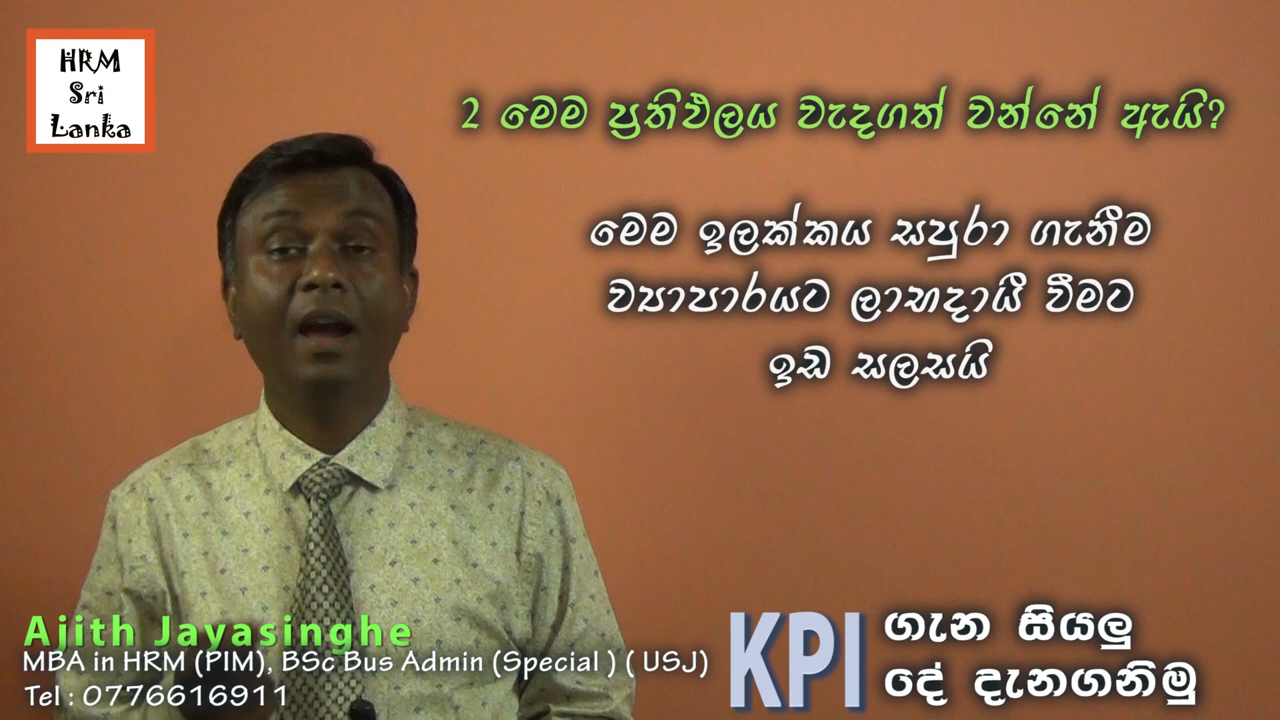 HRM
Sri
Lanka
2 මෙම ප්‍රතිඵලය වැදගත් වන්නේ ඇයි?
මෙම ඉලක්කය සපුරා ගැනීම
ව්‍යාපාරයට ලාභදායී වීමට
ඉඩ සලසයි
Ajith Jayasinghe
MBA in HRM (PIM), BSc Bus Admin (Special ) ( USJ)
Tel : 0776616911
KPI ගැන සියලු
දේ දැනගනිමු